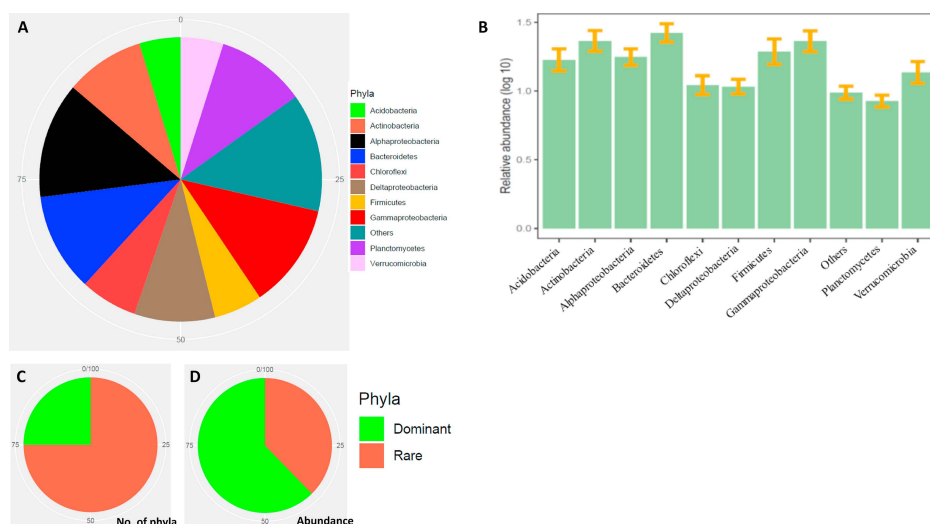 A
0
25
50
75
Phyla
Acidobacteria
Actinobacteria
Alphaproteobacteria
Bacteroidetes
Chloroflexi
Deltaproteobacteria
Firmicutes
Gammaproteobacteria
Others
Planctomycetes
Verrucomicrobia
B
Relative abundance (log 10)
1.5
1.0
0.5
0.0
Acidobacteria
Actinobacteria
Alphaproteobacteria
Bacteroidetes
Chloroflexi
Deltaproteobacteria
Firmicutes
Gammaproteobacteria
Others
Planctomycetes
Verrucomicrobia
C
0/100
25
50
75
No. of phyla
D
0/100
25
50
75
Abundance
Phyla
Dominant
Rare